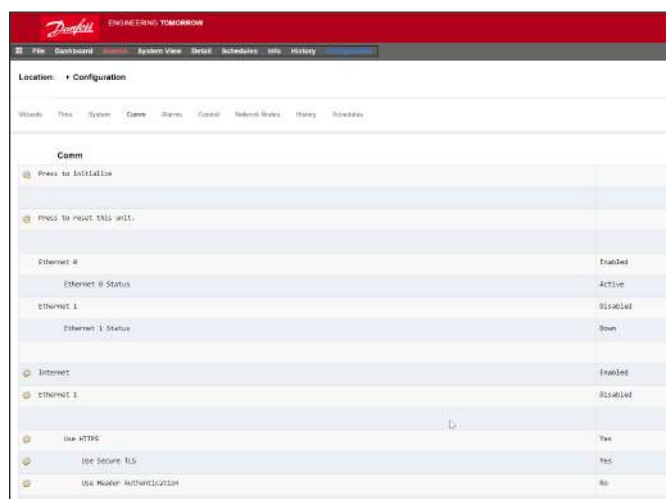 Danfoss ENGINEERING TOMORROW
File Dashboard Alarms System View Detail Schedules Info History Configuration
Location: Configuration
Wizards Time System Comm Alarms Control Network Nodes History Schedules
Comm
Press to initialize
Press to reset this unit.
Ethernet 0 Enabled
Ethernet 0 Status Active
Ethernet 1 Disabled
Ethernet 1 Status Down
Internet Enabled
Ethernet 1 Disabled
Use HTTPS Yes
Use Secure TLS Yes
Use Header Authentication No